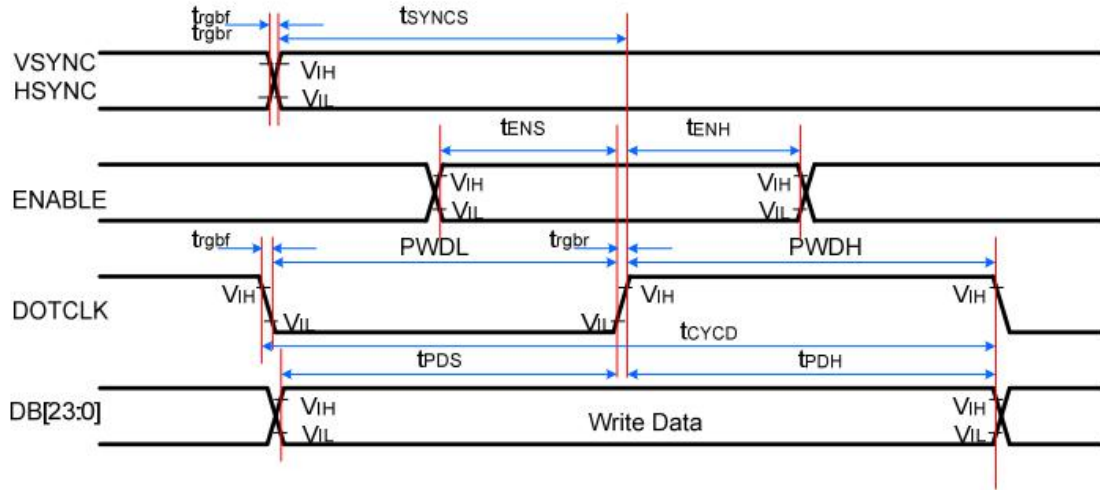 trgbf tSYNCS
trgbr
VSYNC VIH
HSYNC VIL
tENS tENH
ENABLE VIH VIH
VIL VIL
trgbf PWDL trgbr PWDH
VIH VIH VIH
DOTCLK VIL VIL
tCYCD
tPDS tPDH
DB[23:0] VIH Write Data VIH
VIL VIL